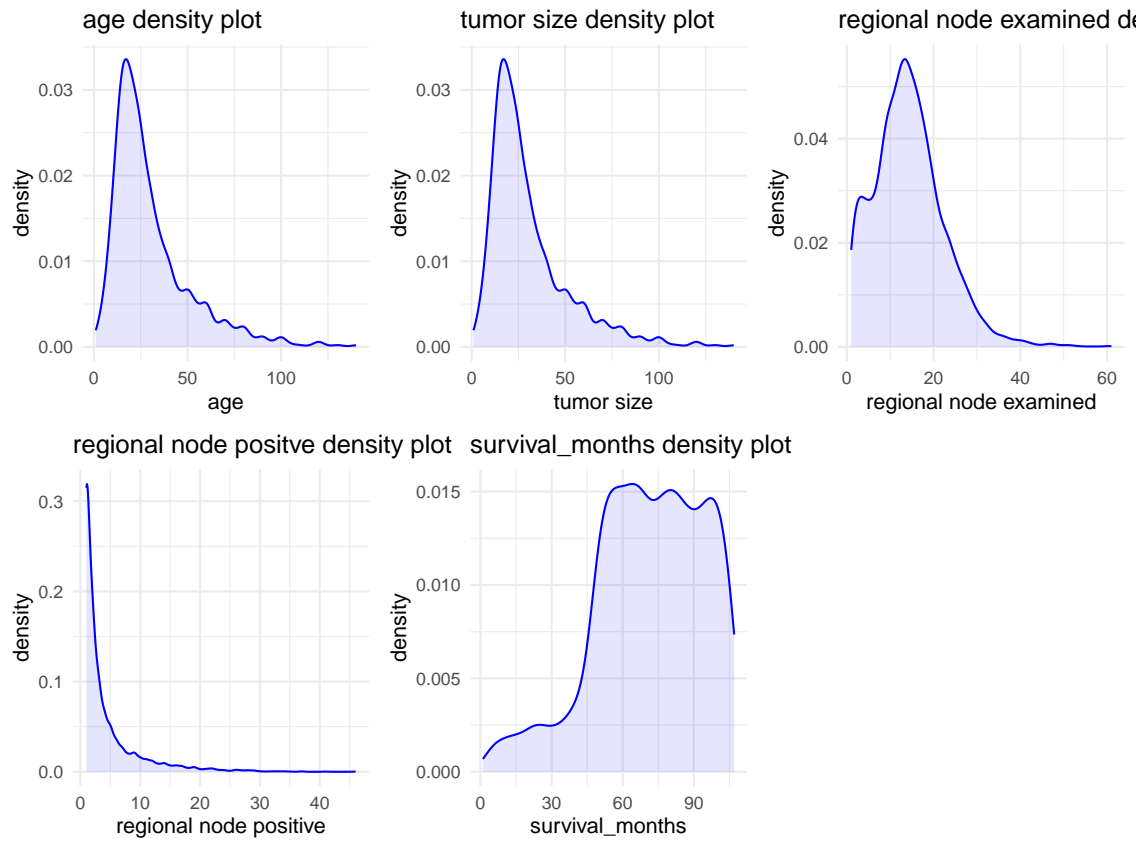 age density plot
density
0.03
0.02
0.01
0.00
0 50 100
age
tumor size density plot
density
0.03
0.02
0.01
0.00
0 50 100
tumor size
regional node examined de
density
0.04
0.02
0.00
0 20 40 60
regional node examined
regional node positve density plot
density
0.3
0.2
0.1
0.0
0 10 20 30 40
regional node positive
survival_months density plot
density
0.015
0.010
0.005
0.000
0 30 60 90
survival_months